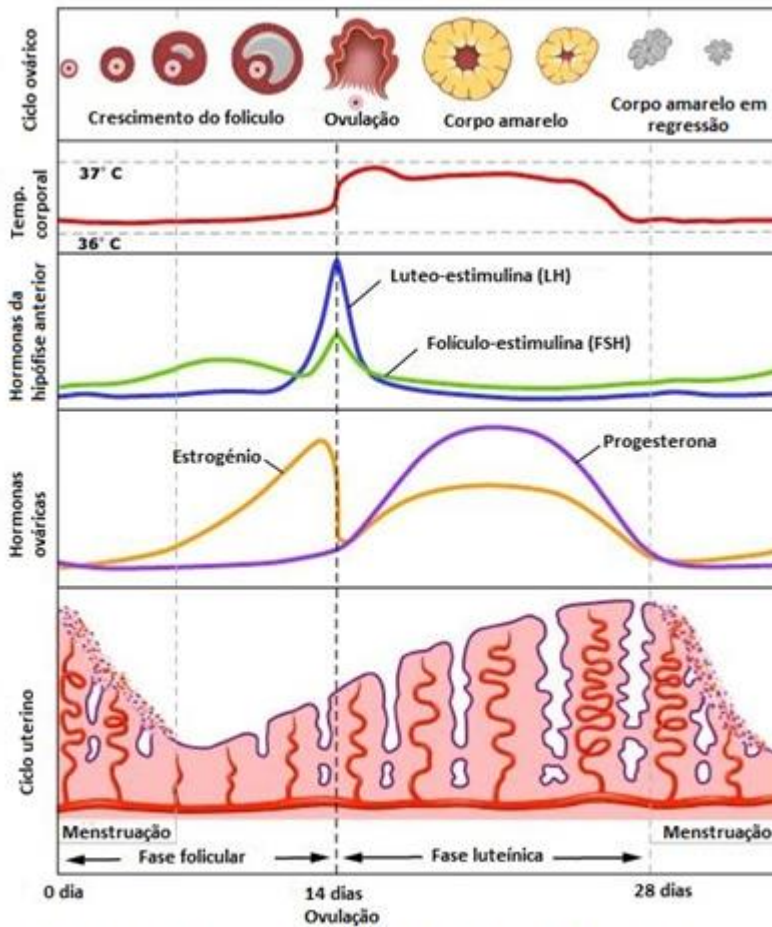 Ciclo ovárico
Crescimento do folículo
Ovulação
Corpo amarelo
Corpo amarelo em
regressão
Temp.
corporal
37° C
36° C
Hormonas da
hipófise anterior
Luteo-estimulina (LH)
Folículo-estimulina (FSH)
Hormonas
ováricas
Estrogénio
Progesterona
Ciclo uterino
Menstruação
Menstruação
Fase folicular
Fase luteínica
0 dia
14 dias
28 dias
Ovulação